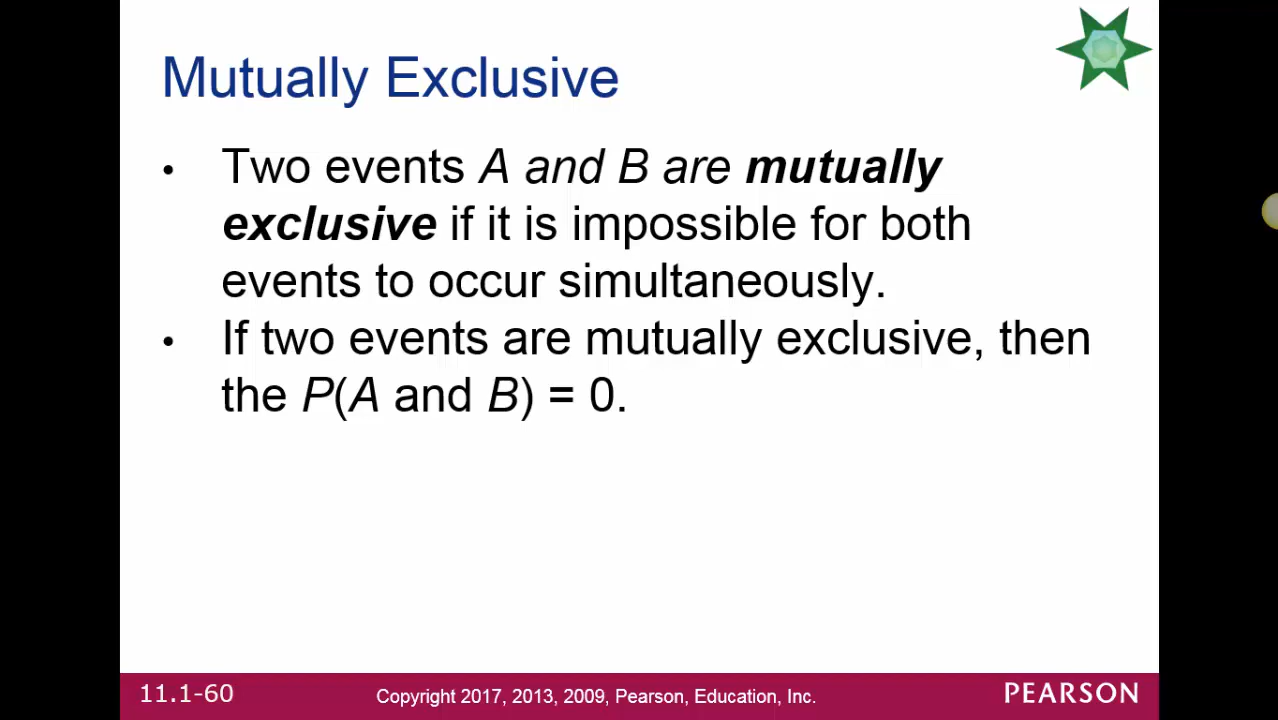 Mutually Exclusive
• Two events A and B are mutually
exclusive if it is impossible for both
events to occur simultaneously.
• If two events are mutually exclusive, then
the P(A and B) = 0.
11.1-60
Copyright 2017, 2013, 2009, Pearson, Education, Inc.
PEARSON